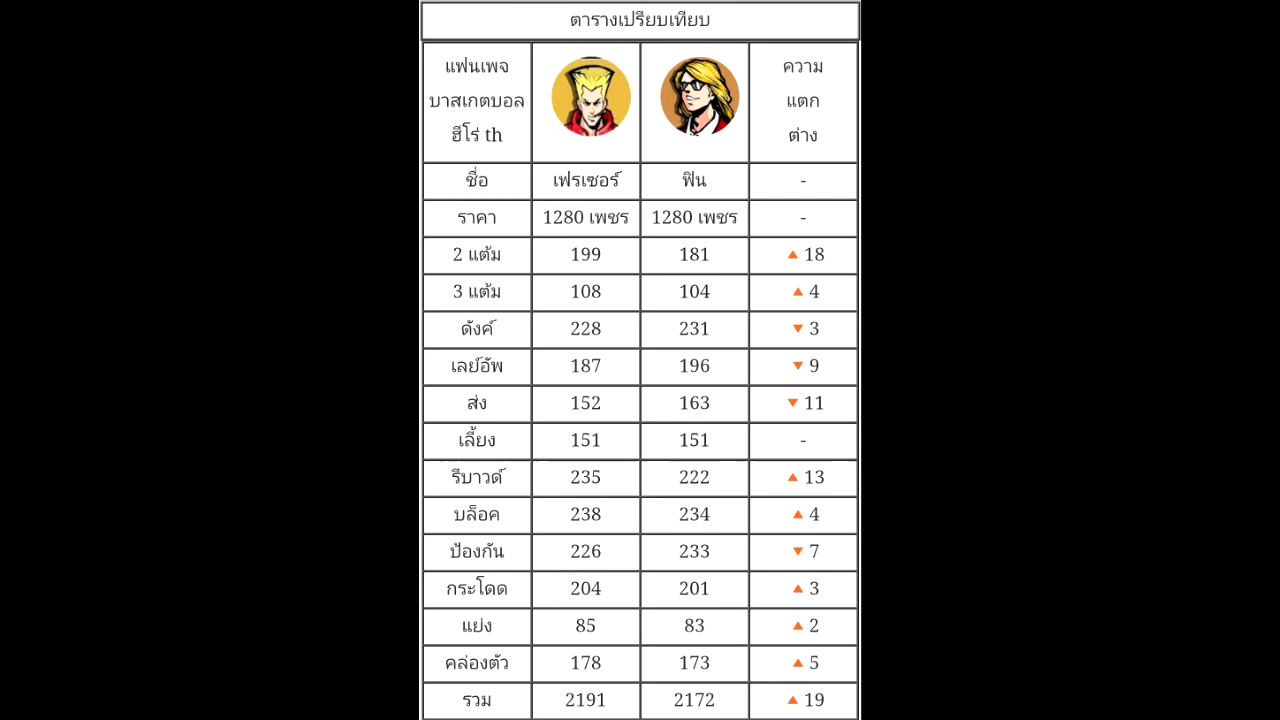 ตารางเปรียบเทียบ
แฟนเพจ
บาสเกตบอล
ฮีโร่ th
ความ
แตก
ต่าง
ชื่อ เฟรเซอร์ ฟิน -
ราคา 1280 เพชร 1280 เพชร -
2 แต้ม 199 181 ▲ 18
3 แต้ม 108 104 ▲ 4
ดังค์ 228 231 ▼ 3
เลย์อัพ 187 196 ▼ 9
ส่ง 152 163 ▼ 11
เลี้ยง 151 151 -
รีบาวด์ 235 222 ▲ 13
บล็อค 238 234 ▲ 4
ป้องกัน 226 233 ▼ 7
กระโดด 204 201 ▲ 3
แย่ง 85 83 ▲ 2
คล่องตัว 178 173 ▲ 5
รวม 2191 2172 ▲ 19